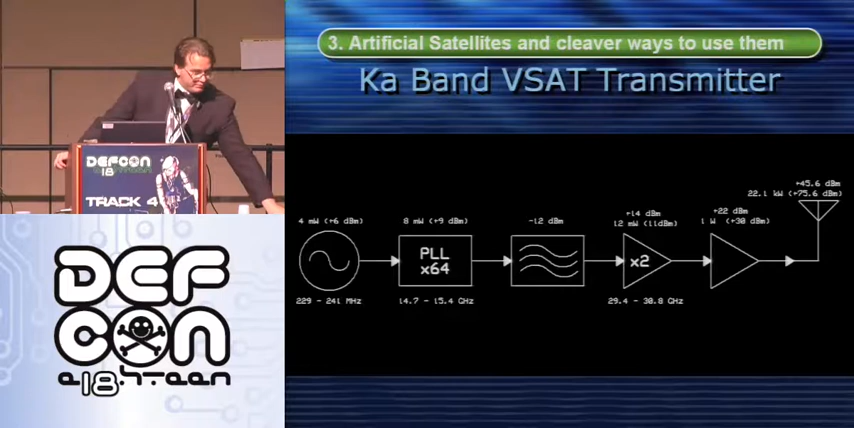 3. Artificial Satellites and cleaver ways to use them
Ka Band VSAT Transmitter
DEFCON
18
TRACK 4
+45.6 dBm
22.1 kW (+75.6 dBm)
4 mW (+6 dBm)
8 mW (+9 dBm)
-12 dBm
+14 dBm
12 mW (11dBm)
+22 dBm
1 W (+30 dBm)
PLL
x64
x2
229 - 241 MHz
14.7 - 15.4 GHz
29.4 - 30.8 GHz
DEF
CON
e18hteen